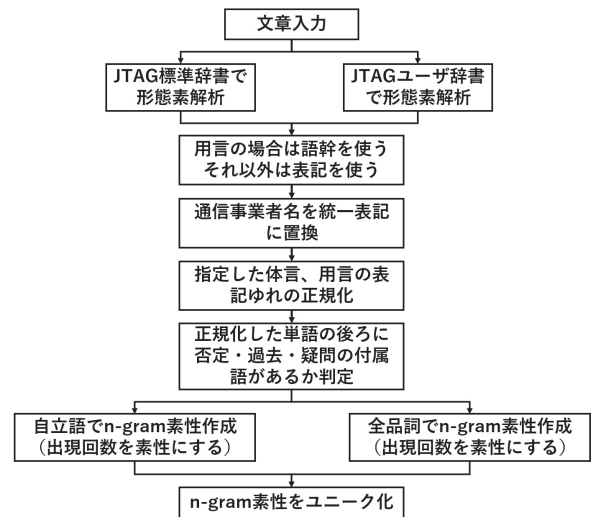 文章入力
JTAG標準辞書で
形態素解析
JTAGユーザ辞書
で形態素解析
用言の場合は語幹を使う
それ以外は表記を使う
通信事業者名を統一表記
に置換
指定した体言、用言の表
記ゆれの正規化
正規化した単語の後ろに
否定・過去・疑問の付属
語があるか判定
自立語でn-gram素性作成
（出現回数を素性にする）
全品詞でn-gram素性作成
（出現回数を素性にする）
n-gram素性をユニーク化